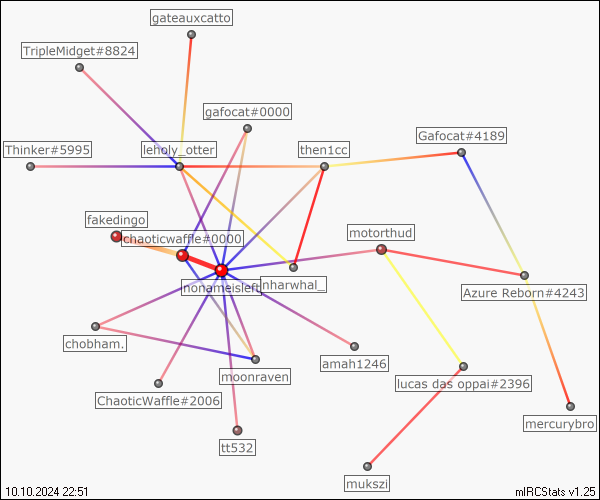 gateauxcatto
TripleMidget#8824
gafocat#0000
Gafocat#4189
Thinker#5995
leholy_otter
then1cc
fakedingo
chaoticwaffle#0000
motorthud
nonameisleft
nharwhal_
Azure Reborn#4243
chobham.
amah1246
moonraven
lucas das oppai#2396
ChaoticWaffle#2006
mercurybro
tt532
mukszi
10.10.2024 22:51
mIRCStats v1.25